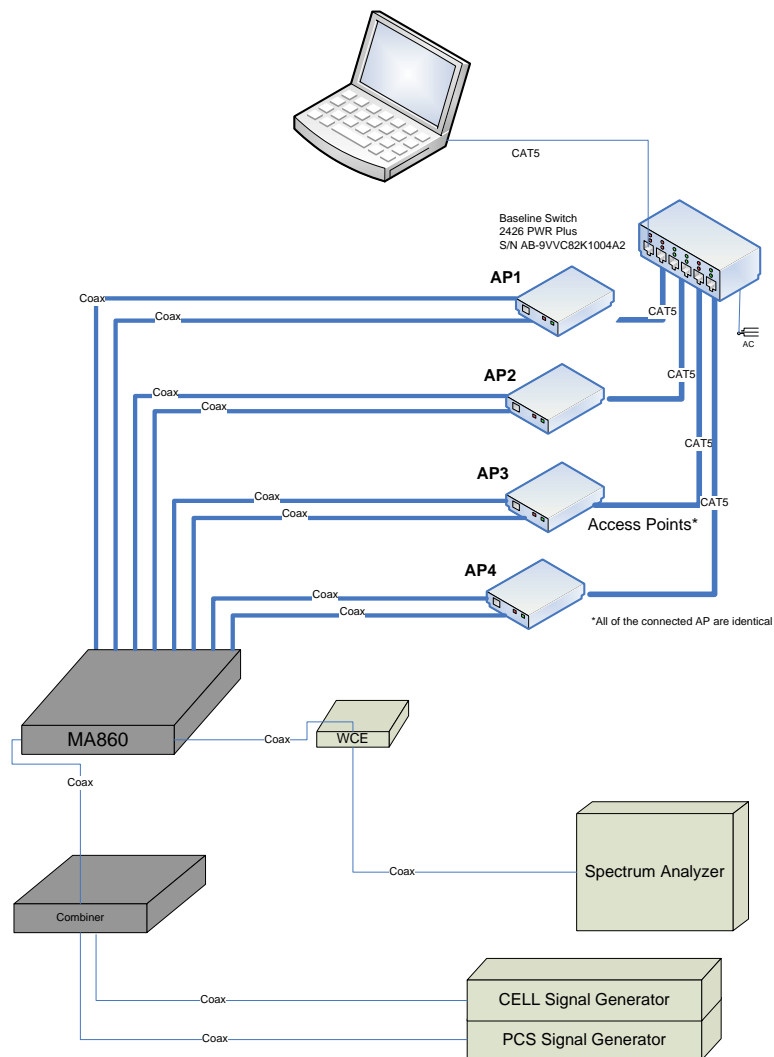 CAT5
Baseline Switch
2426 PWR Plus
S/N AB-9VVC82K1004A2
AP1
Coax
Coax
CAT5
AC
AP2
Coax
Coax
CAT5
AP3
Coax
Coax
CAT5
CAT5
Access Points*
AP4
Coax
Coax
*All of the connected AP are identical
MA860
Coax
WCE
Coax
Coax
Spectrum Analyzer
Combiner
Coax
CELL Signal Generator
Coax
PCS Signal Generator